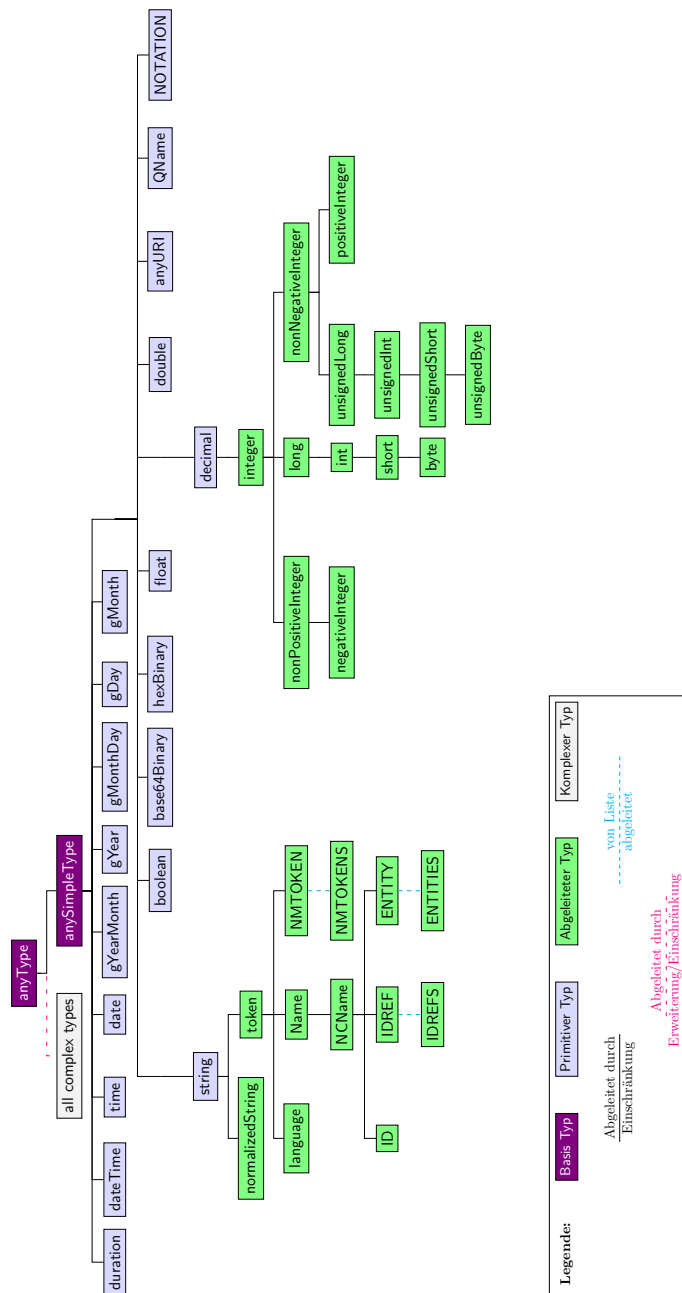 anyType
all complex types
anySimpleType
duration
dateTime
time
date
gYearMonth
gYear
gMonthDay
gDay
gMonth
boolean
base64Binary
hexBinary
float
double
anyURI
QName
NOTATION
string
decimal
normalizedString
token
integer
language
Name
NMTOKEN
nonPositiveInteger
long
nonNegativeInteger
NCName
NMTOKENS
negativeInteger
int
unsignedLong
positiveInteger
ID
IDREF
ENTITY
short
unsignedInt
IDREFS
ENTITIES
byte
unsignedShort
unsignedByte
Legende:
Basis Typ
Primitiver Typ
Abgeleiteter Typ
Komplexer Typ
Abgeleitet durch
Einschränkung
von Liste
abgeleitet
Abgeleitet durch
Erweiterung/Einschränkung